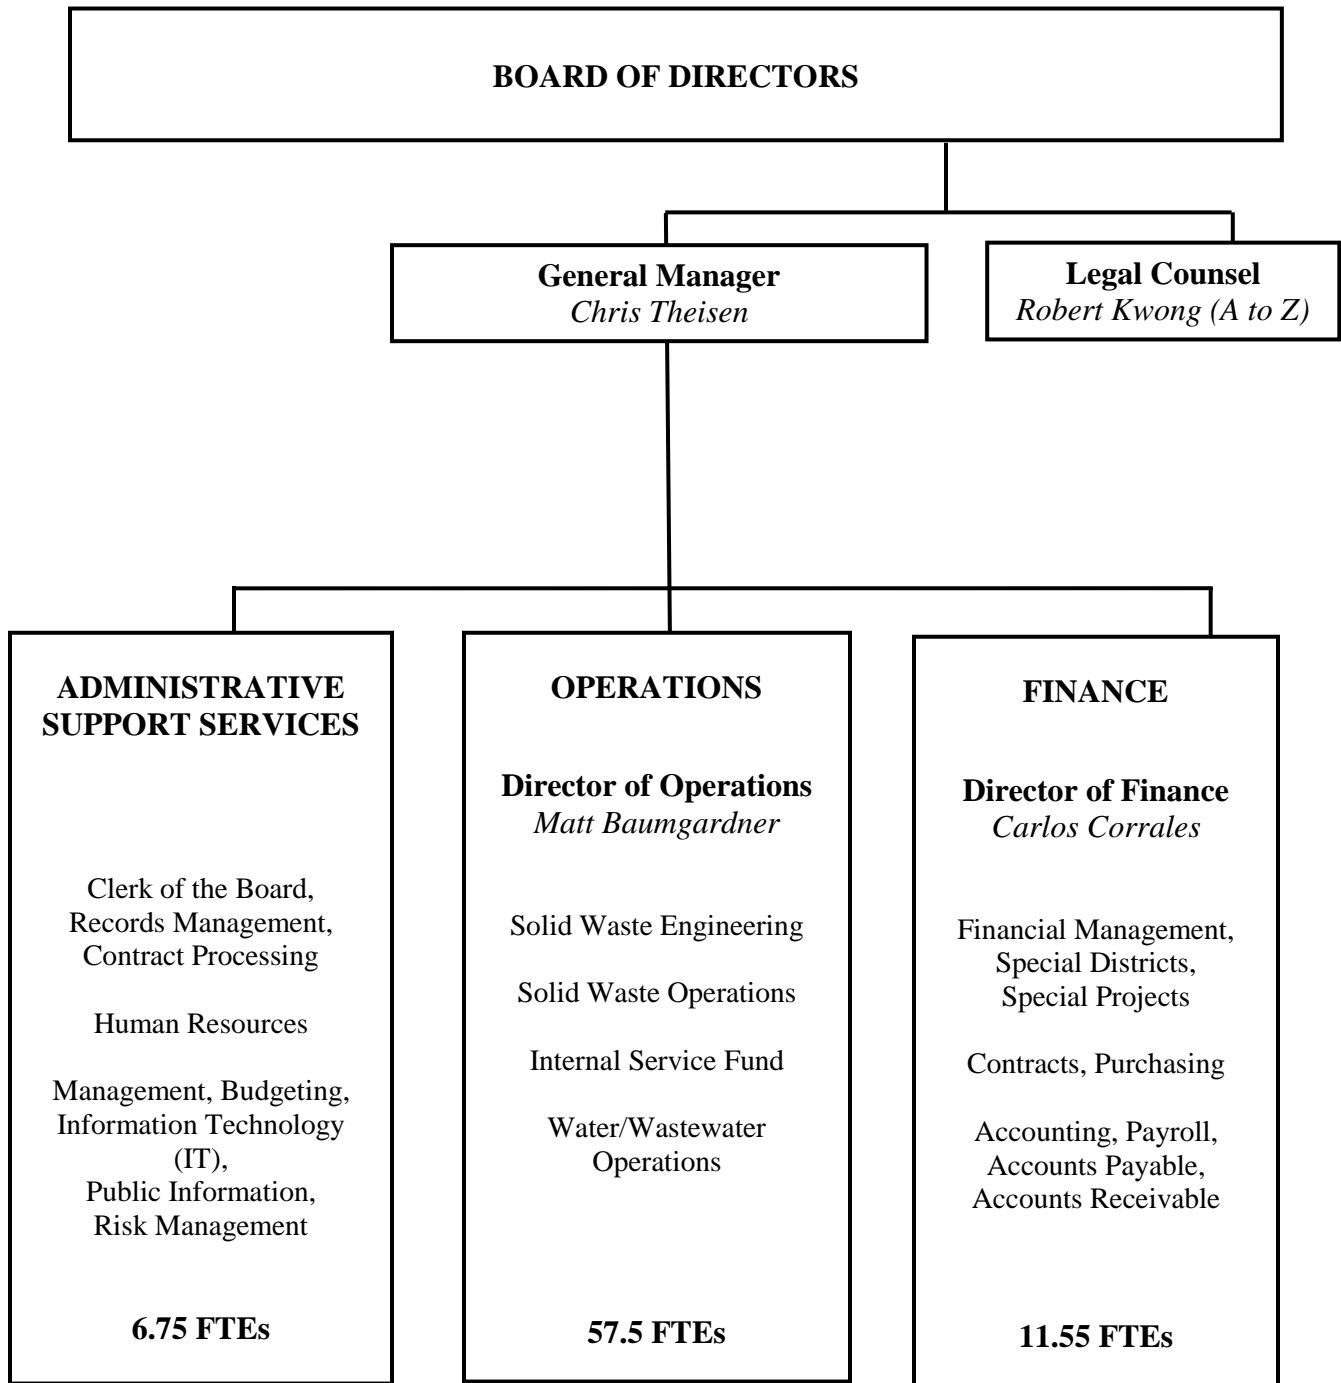 BOARD OF DIRECTORS
General Manager
Chris Theisen
Legal Counsel
Robert Kwong (A to Z)
ADMINISTRATIVE
SUPPORT SERVICES
Clerk of the Board,
Records Management,
Contract Processing
Human Resources
Management, Budgeting,
Information Technology
(IT),
Public Information,
Risk Management
6.75 FTEs
OPERATIONS
Director of Operations
Matt Baumgardner
Solid Waste Engineering
Solid Waste Operations
Internal Service Fund
Water/Wastewater
Operations
57.5 FTEs
FINANCE
Director of Finance
Carlos Corrales
Financial Management,
Special Districts,
Special Projects
Contracts, Purchasing
Accounting, Payroll,
Accounts Payable,
Accounts Receivable
11.55 FTEs